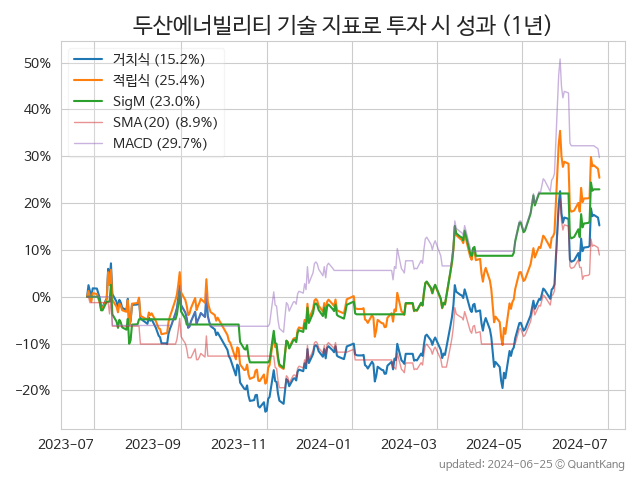 두산에너빌리티 기술 지표로 투자 시 성과 (1년)
거치식 (15.2%)
적립식 (25.4%)
SigM (23.0%)
SMA(20) (8.9%)
MACD (29.7%)
50%
40%
30%
20%
10%
0%
−10%
−20%
2023-07 2023-09 2023-11 2024-01 2024-03 2024-05 2024-07
updated: 2024-06-25 ⓒ QuantKang